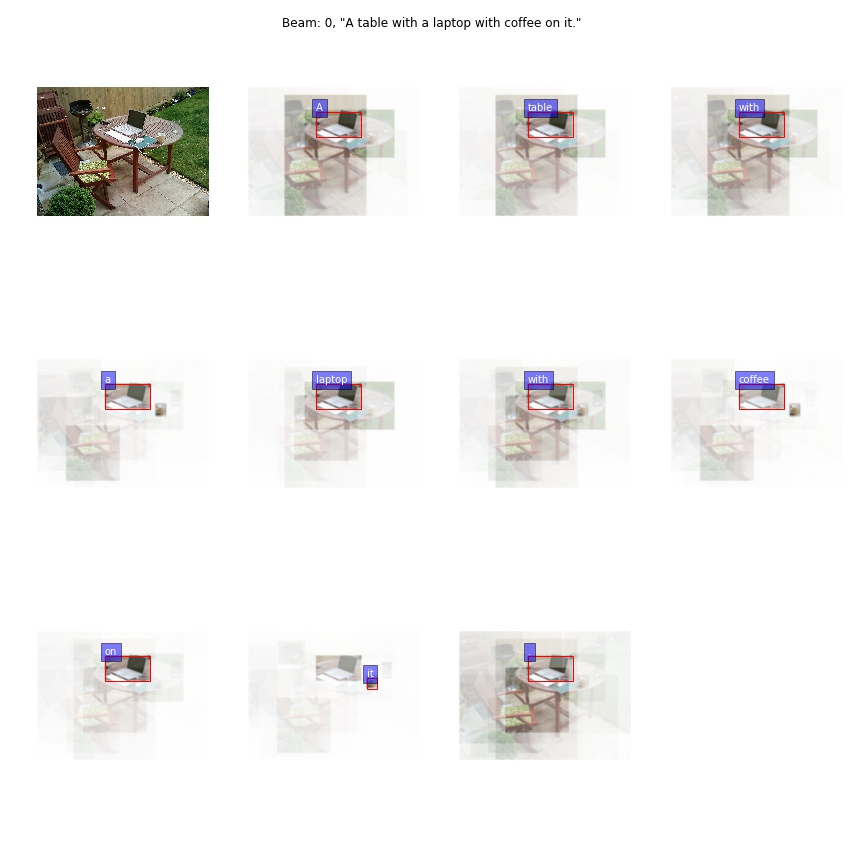 Beam: 0, "A table with a laptop with coffee on it."
A
table
with
a
laptop
with
coffee
on
it